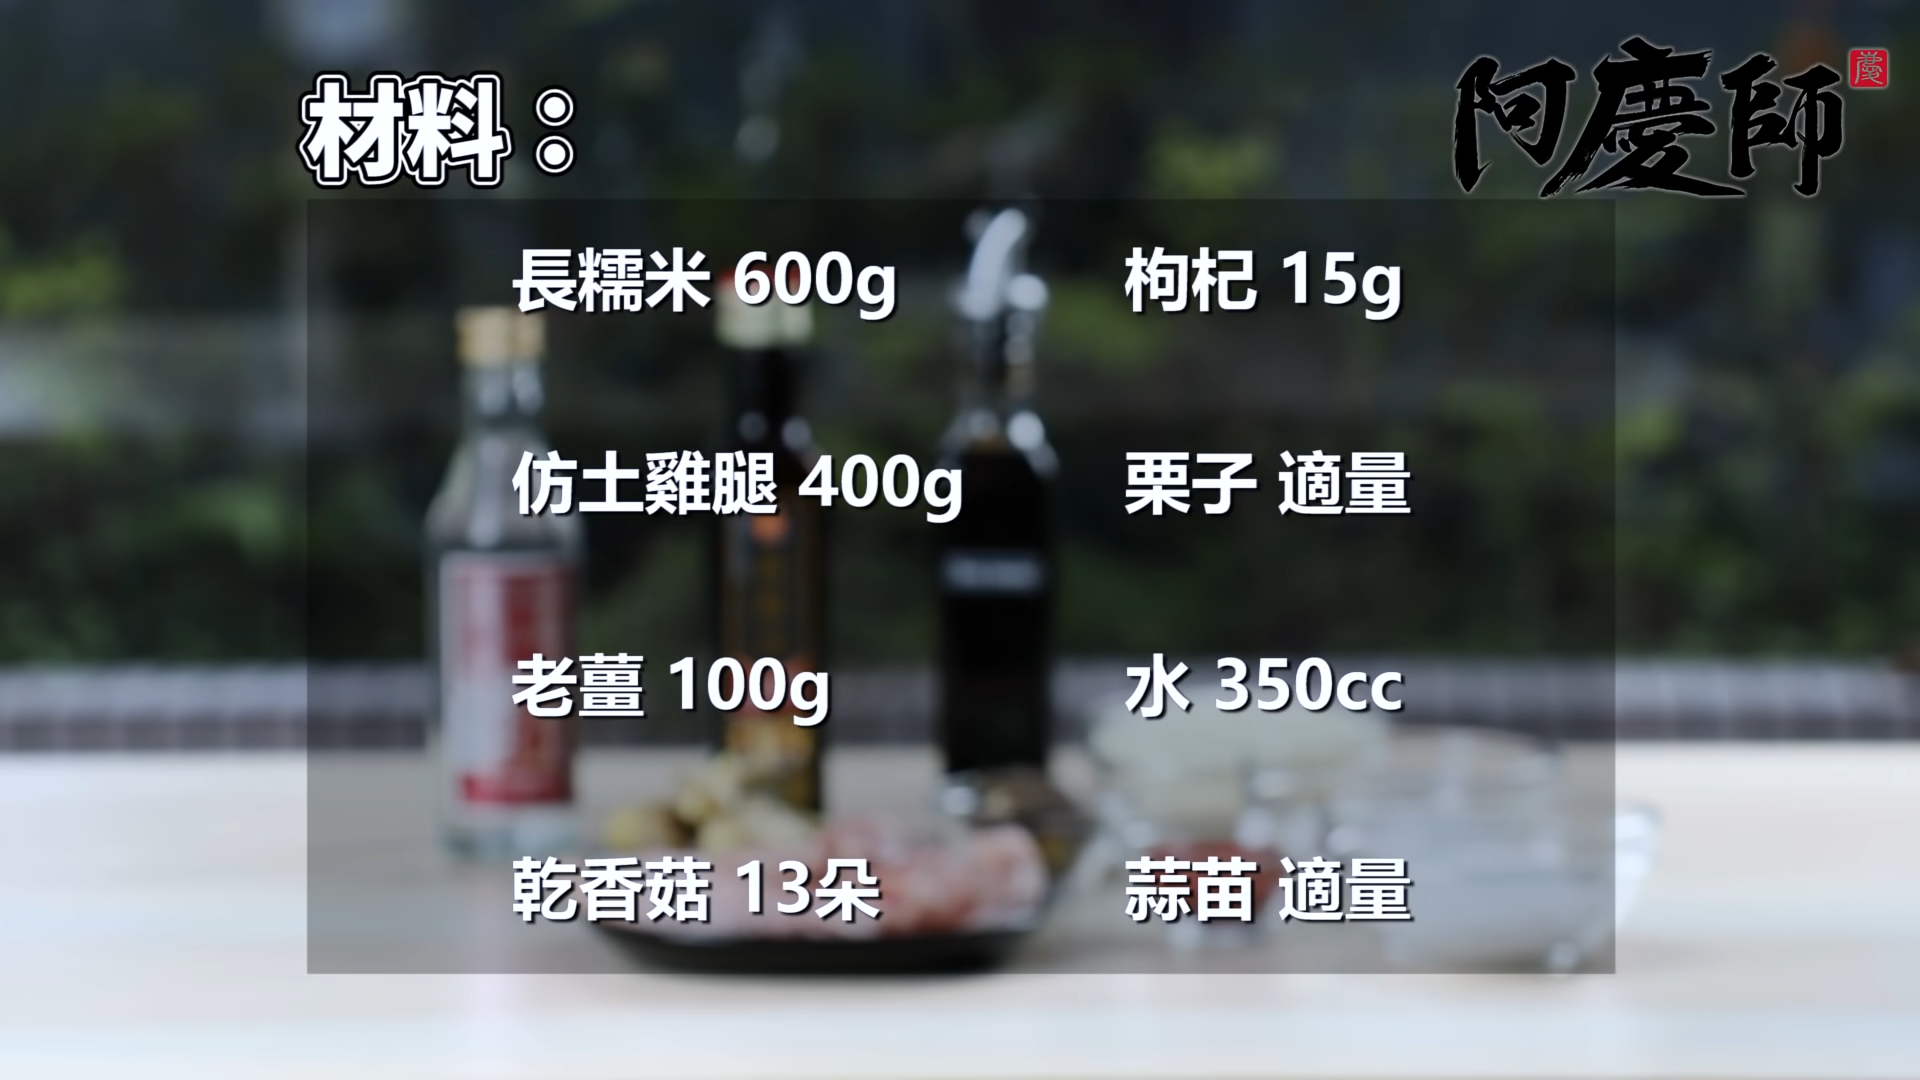 材料：
阿慶師
慶
長糯米 600g
枸杞 15g
仿土雞腿 400g
栗子 適量
老薑 100g
水 350cc
乾香菇 13朵
蒜苗 適量